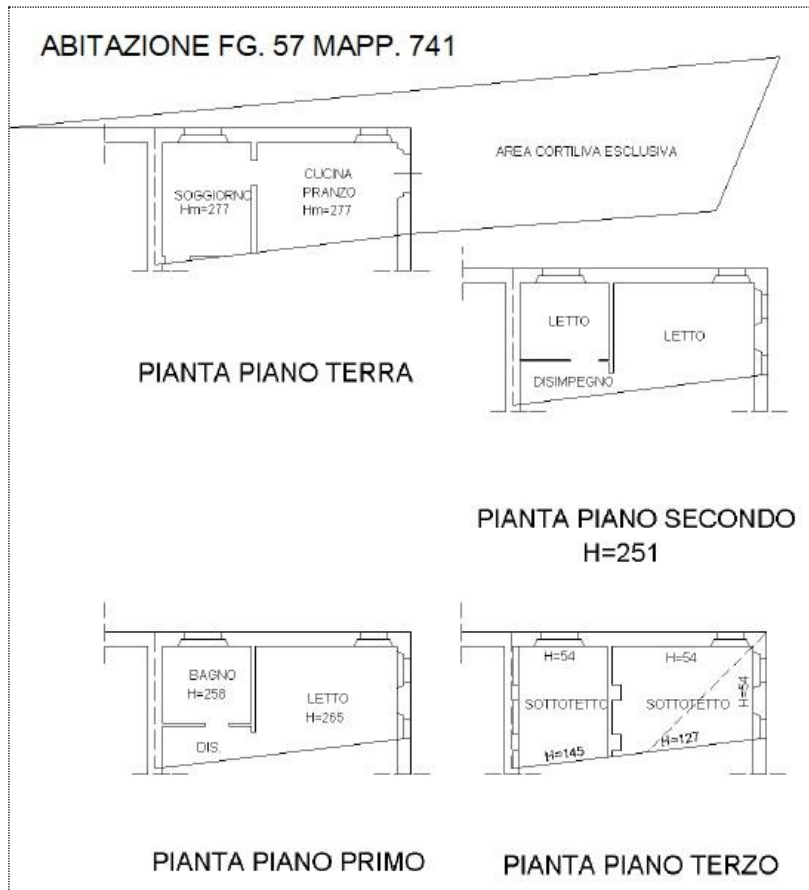 ABITAZIONE FG. 57 MAPP. 741
AREA CORTILIVA ESCLUSIVA
SOGGIORNO
Hm=277
CUCINA
PRANZO
Hm=277
PIANTA PIANO TERRA
LETTO
LETTO
DISIMPEGNO
PIANTA PIANO SECONDO
H=251
BAGNO
H=258
LETTO
H=265
DIS.
PIANTA PIANO PRIMO
H=54
H=54
H=54
SOTTOTETTO
SOTTOTETTO
H=145
H=127
PIANTA PIANO TERZO